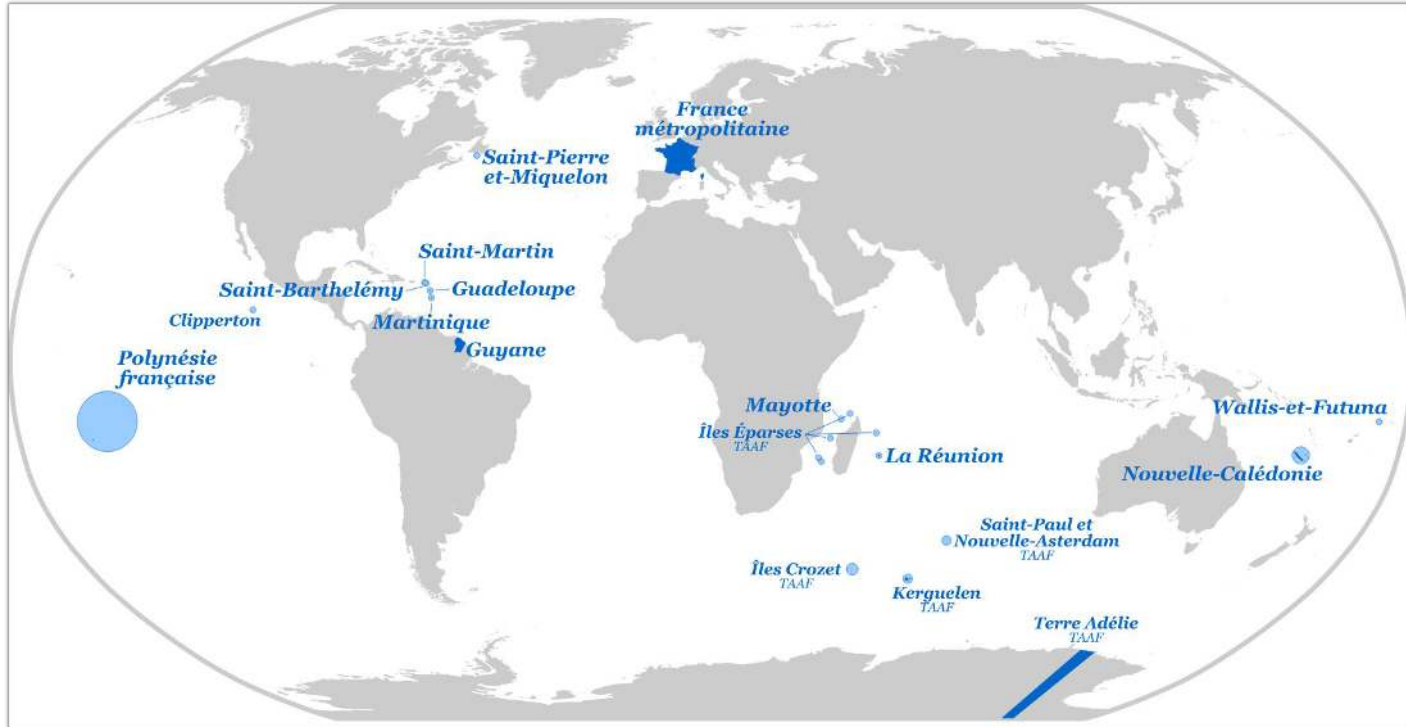 France
métropolitaine
Saint-Pierre
et-Miquelon
Saint-Martin
Saint-Barthelémy
Guadeloupe
Clipperton
Martinique
Guyane
Polynésie
française
Mayotte
Îles Éparses
TAAF
La Réunion
Wallis-et-Futuna
Nouvelle-Calédonie
Saint-Paul et
Nouvelle-Asterdam
TAAF
Îles Crozet
TAAF
Kerguelen
TAAF
Terre Adélie
TAAF